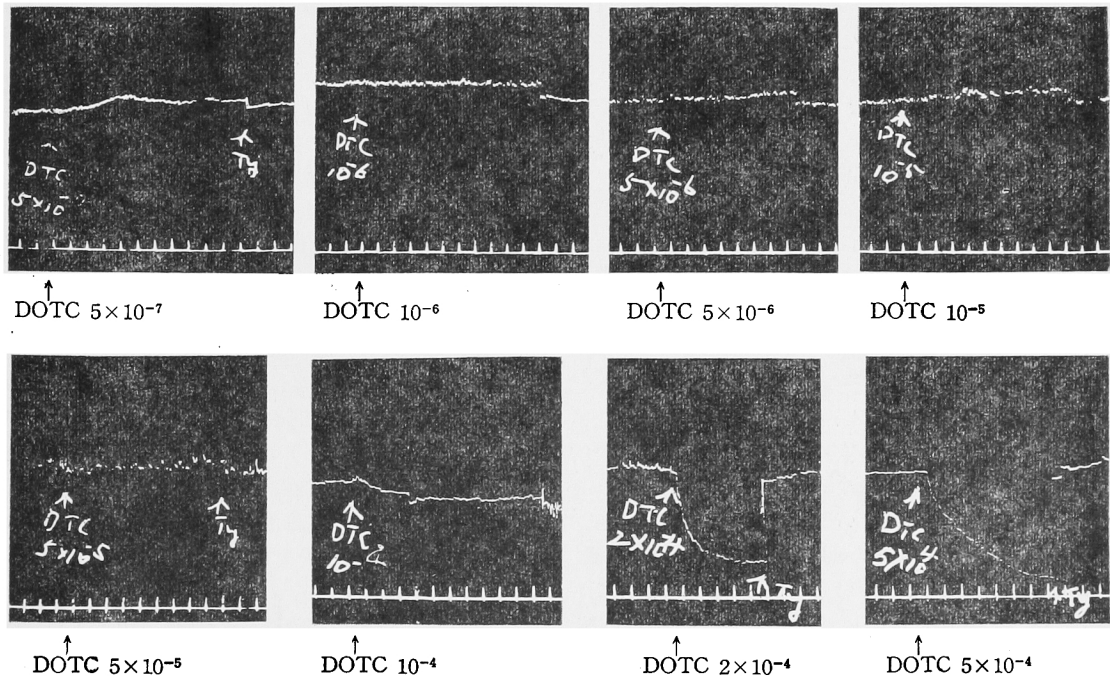 DTC
5×10
Ty
DTC
10-6
DTC
5×10-6
DTC
10-5
↑ ↑ ↑ ↑
DOTC 5×10⁻⁷ DOTC 10⁻⁶ DOTC 5×10⁻⁶ DOTC 10⁻⁵
DTC
5×10-5
Ty
DTC
10-
DTC
2×10-4
Ty
DTC
5×10-4
Ty
↑ ↑ ↑ ↑
DOTC 5×10⁻⁵ DOTC 10⁻⁴ DOTC 2×10⁻⁴ DOTC 5×10⁻⁴